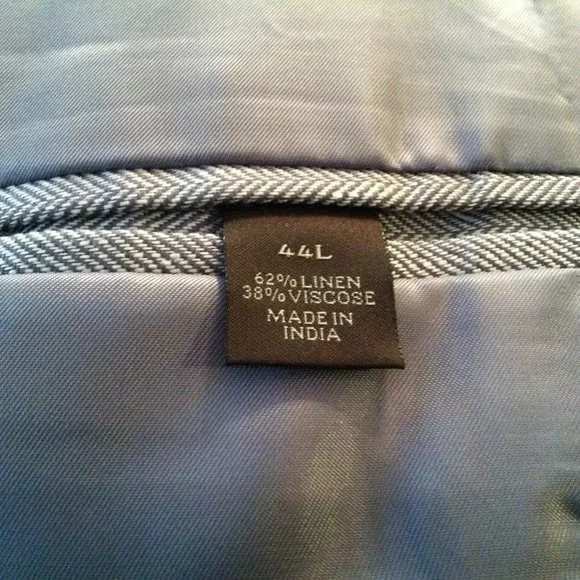 44L
62% LINEN
38% VISCOSE
MADE IN
INDIA